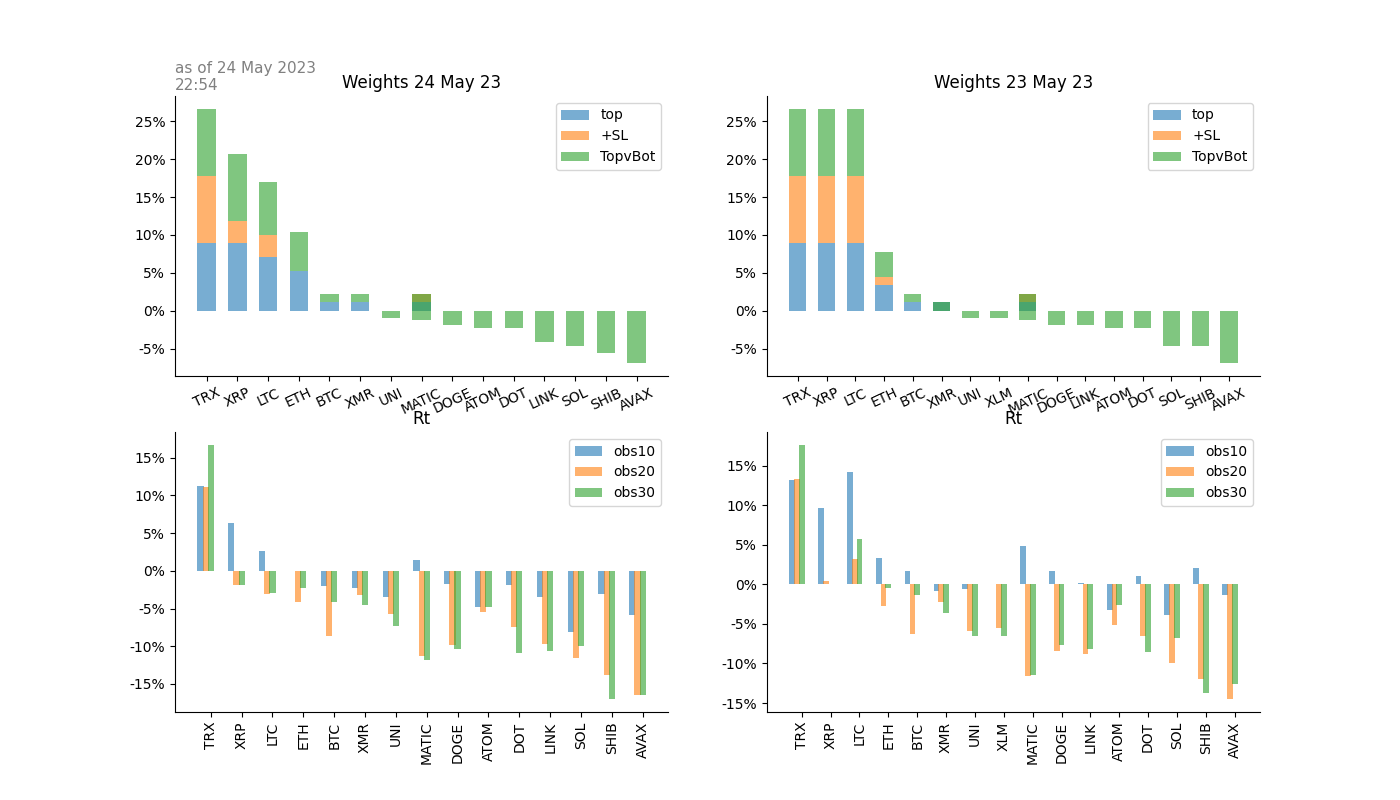 as of 24 May 2023
22:54
Weights 24 May 23
25%
20%
15%
10%
5%
0%
-5%
top
+SL
TopvBot
TRX XRP LTC ETH BTC XMR UNI MATIC DOGE ATOM DOT LINK SOL SHIB AVAX
Weights 23 May 23
25%
20%
15%
10%
5%
0%
-5%
top
+SL
TopvBot
TRX XRP LTC ETH BTC XMR UNI XLM MATIC DOGE LINK ATOM DOT SOL SHIB AVAX
Rt
15%
10%
5%
0%
-5%
-10%
-15%
obs10
obs20
obs30
TRX XRP LTC ETH BTC XMR UNI MATIC DOGE ATOM DOT LINK SOL SHIB AVAX
Rt
15%
10%
5%
0%
-5%
-10%
-15%
obs10
obs20
obs30
TRX XRP LTC ETH BTC XMR UNI XLM MATIC DOGE LINK ATOM DOT SOL SHIB AVAX